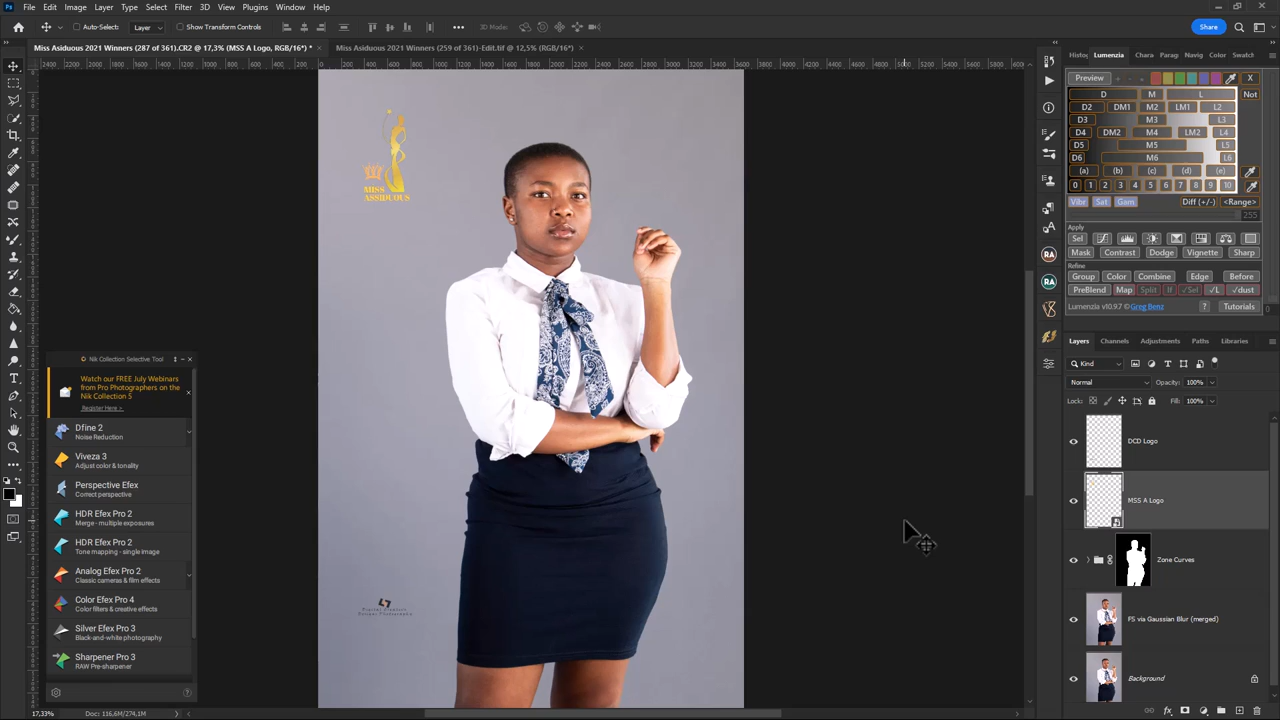 File Edit Image Layer Type Select Filter 3D View Plugins Window Help
Auto-Select: Layer Show Transform Controls 3D Mode: Share
Miss Asiduous 2021 Winners (287 of 361).CR2 @ 17,3% (MSS A Logo, RGB/16*) *
Miss Asiduous 2021 Winners (259 of 361)-Edit.tif @ 12,5% (RGB/16*)
Histo Lumenzia Chara Parag Navig Color Swatch
Preview X
D M L Not
D2 DM1 M2 LM1 L2
D3 M3 L3
D4 DM2 M4 LM2 L4
D5 M5 L5
D6 M6 L6
(a) (b) (c) (d) (e)
0 1 2 3 4 5 6 7 8 9 10
Vibr Sat Gam Diff (+/-) <Range>
255
Apply
Sel
Mask Contrast Dodge Vignette Sharp
Refine
Group Color Combine Edge Before
PreBlend Map Split If √Sel √L √dust
Lumenzia v10.97 © Greg Benz ? Tutorials
Layers Channels Adjustments Paths Libraries
Kind
Normal Opacity: 100%
Lock: Fill: 100%
DCD Logo
MSS A Logo
Zone Curves
FS via Gaussian Blur (merged)
Background
MISS
ASSIDUOUS
Nik Collection Selective Tool
Watch our FREE July Webinars
from Pro Photographers on the
Nik Collection 5
Register Here >
Dfine 2
Noise Reduction
Viveza 3
Adjust color & tonality
Perspective Efex
Correct perspective
HDR Efex Pro 2
Merge - multiple exposures
HDR Efex Pro 2
Tone mapping - single image
Analog Efex Pro 2
Classic cameras & film effects
Color Efex Pro 4
Color filters & creative effects
Silver Efex Pro 3
Black-and-white photography
Sharpener Pro 3
RAW Pre-sharpener
17,33% Doc: 116,6M/274,1M